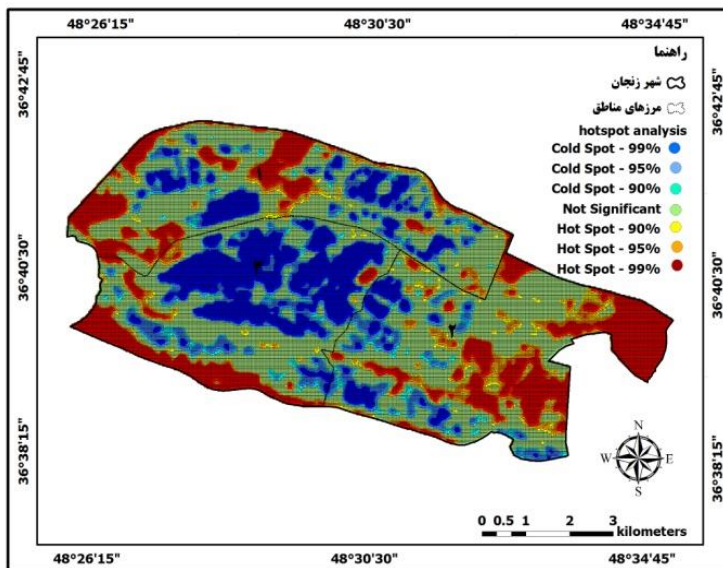 48°26'15" 48°30'30" 48°34'45"
36°42'45" 36°42'45"
راهنما
شهر زنجان
مرزهای مناطق
hotspot analysis
Cold Spot - 99%
Cold Spot - 95%
Cold Spot - 90%
Not Significant
Hot Spot - 90%
Hot Spot - 95%
Hot Spot - 99%
36°40'30" 36°40'30"
۲
36°38'15" 36°38'15"
N
W E
S
0 0.5 1 2 3
kilometers
48°26'15" 48°30'30" 48°34'45"